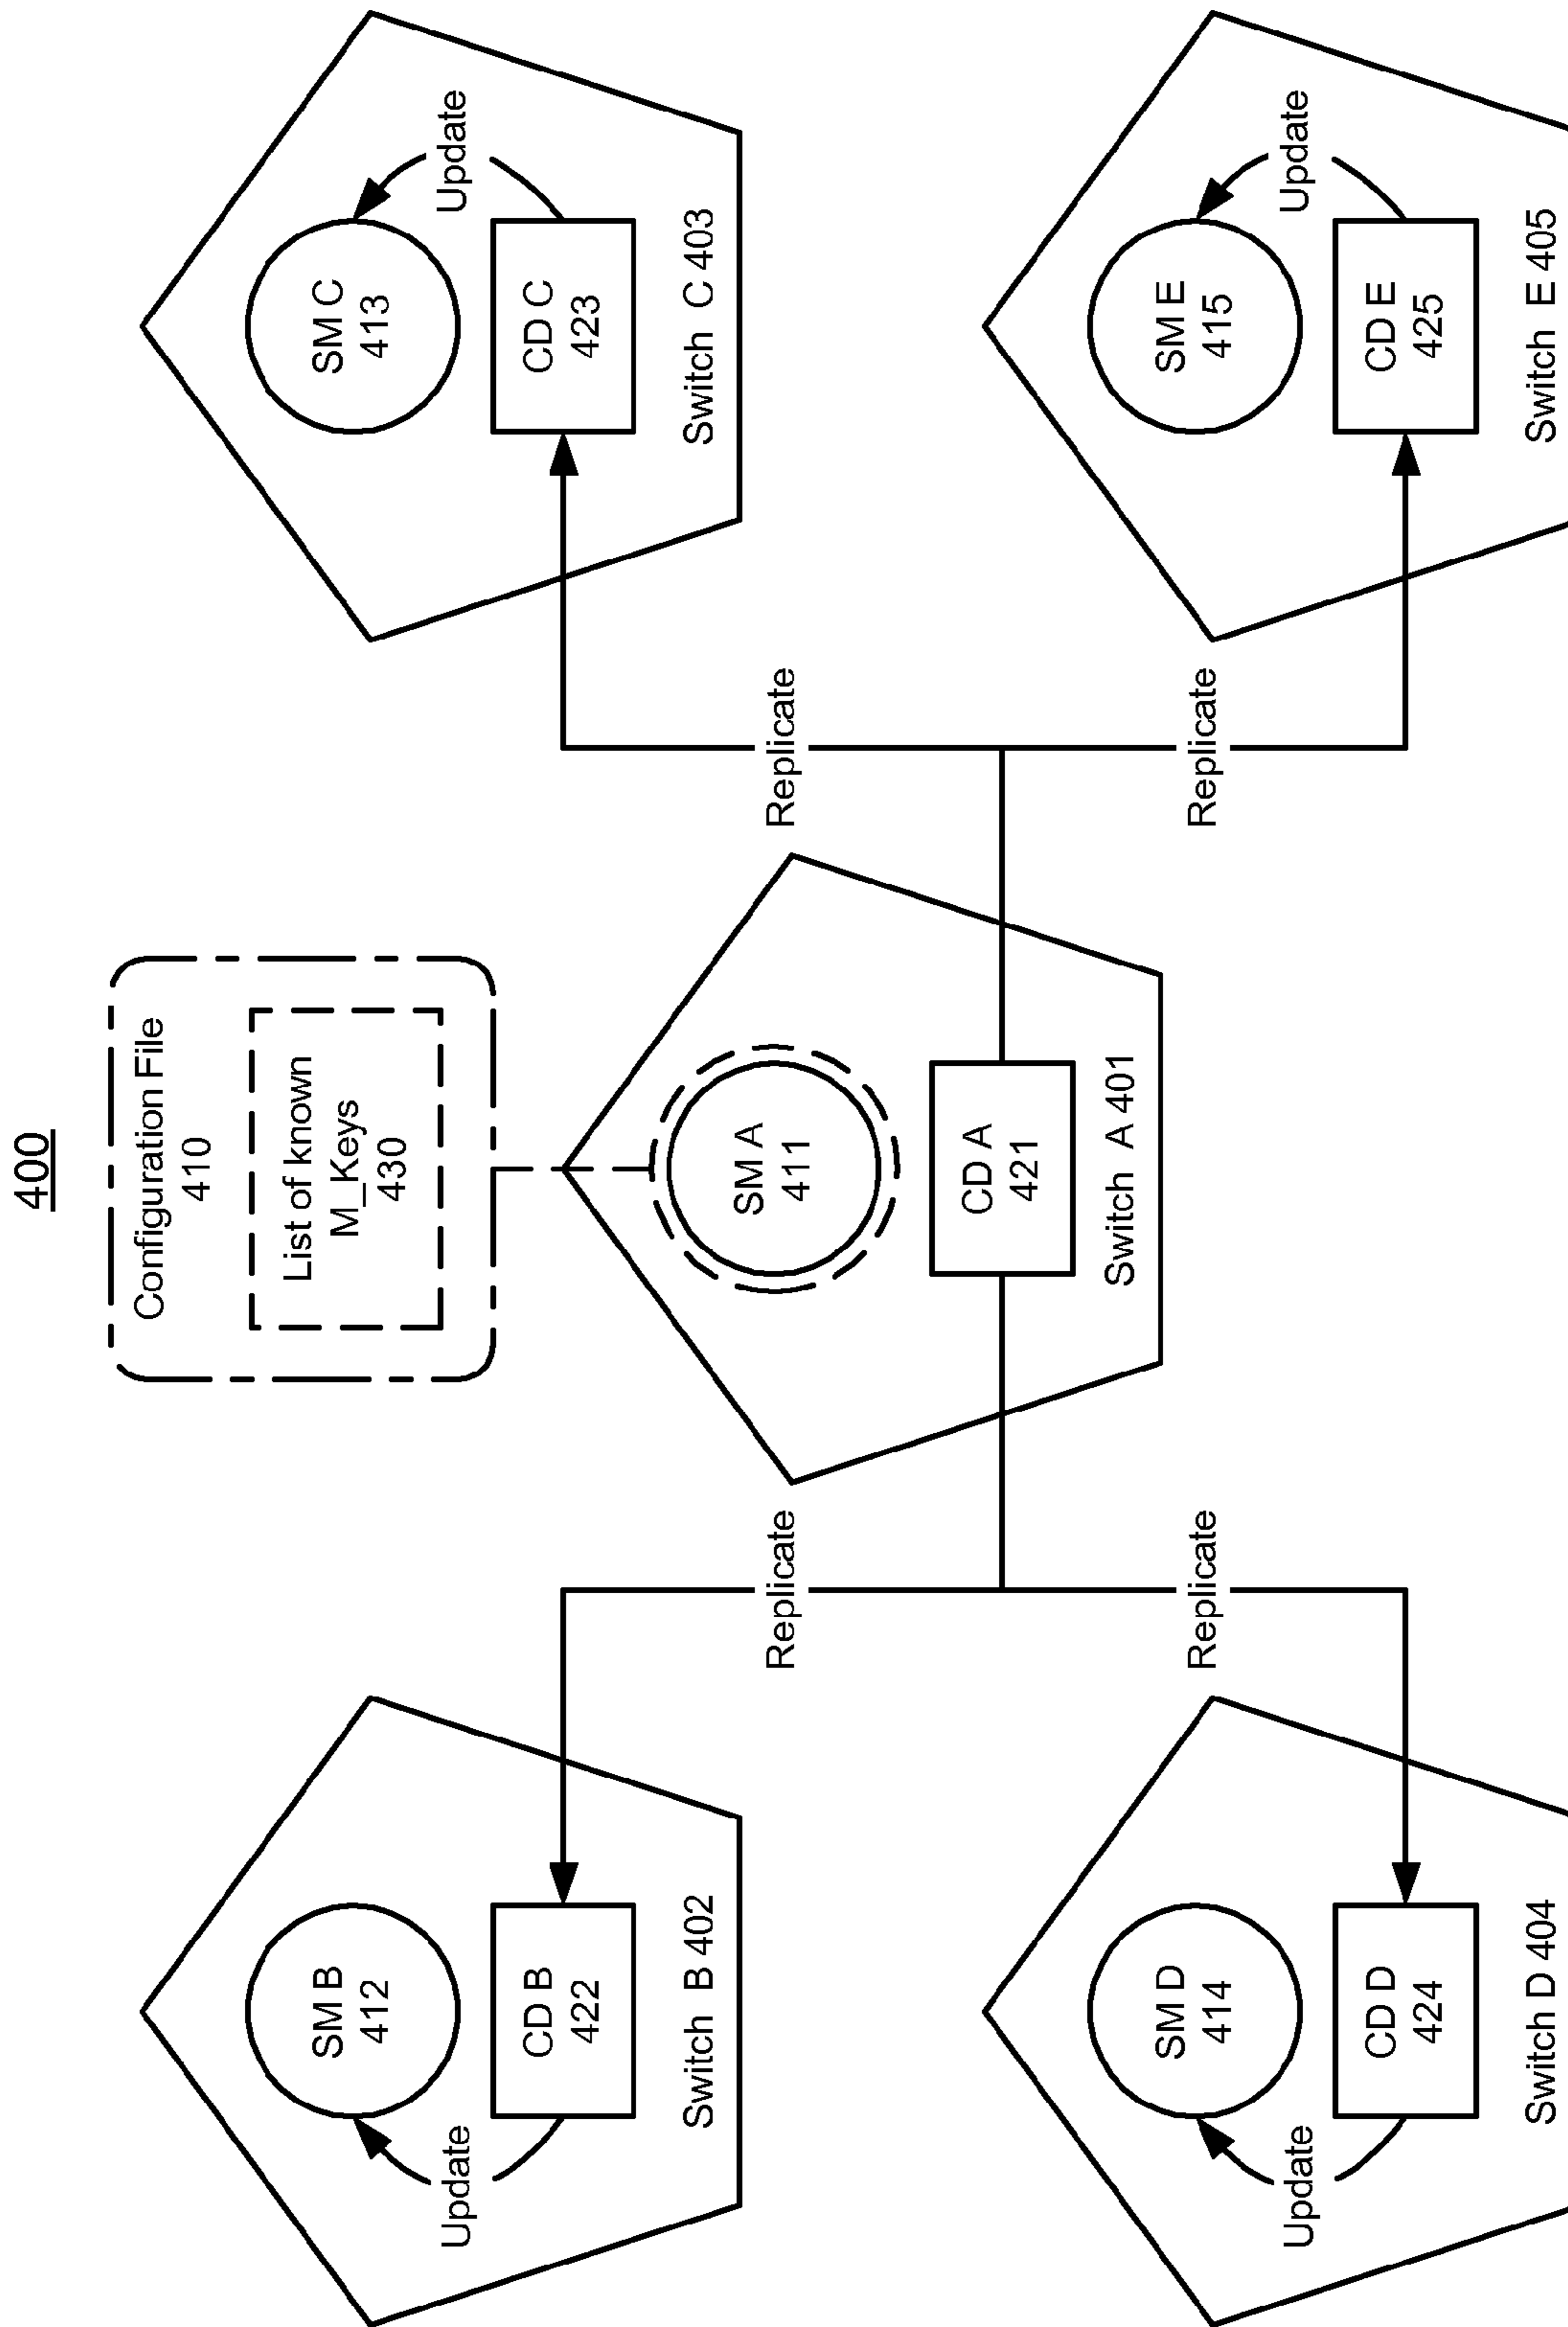 400
Configuration File
410
List of known
M_Keys
430
SM B
412
Update
CD B
422
Switch B 402
SM C
413
Update
CD C
423
Switch C 403
Replicate
Replicate
SM A
411
CD A
421
Switch A 401
Replicate
Replicate
SM D
414
Update
CD D
424
Switch D 404
SM E
415
Update
CD E
425
Switch E 405